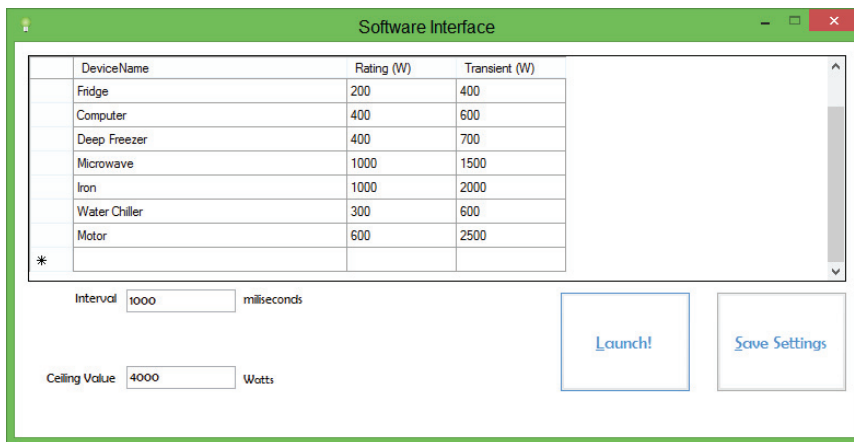 Software Interface
DeviceName Rating (W) Transient (W)
Fridge 200 400
Computer 400 600
Deep Freezer 400 700
Microwave 1000 1500
Iron 1000 2000
Water Chiller 300 600
Motor 600 2500
*
Interval 1000 miliseconds
Launch! Save Settings
Ceiling Value 4000 Watts